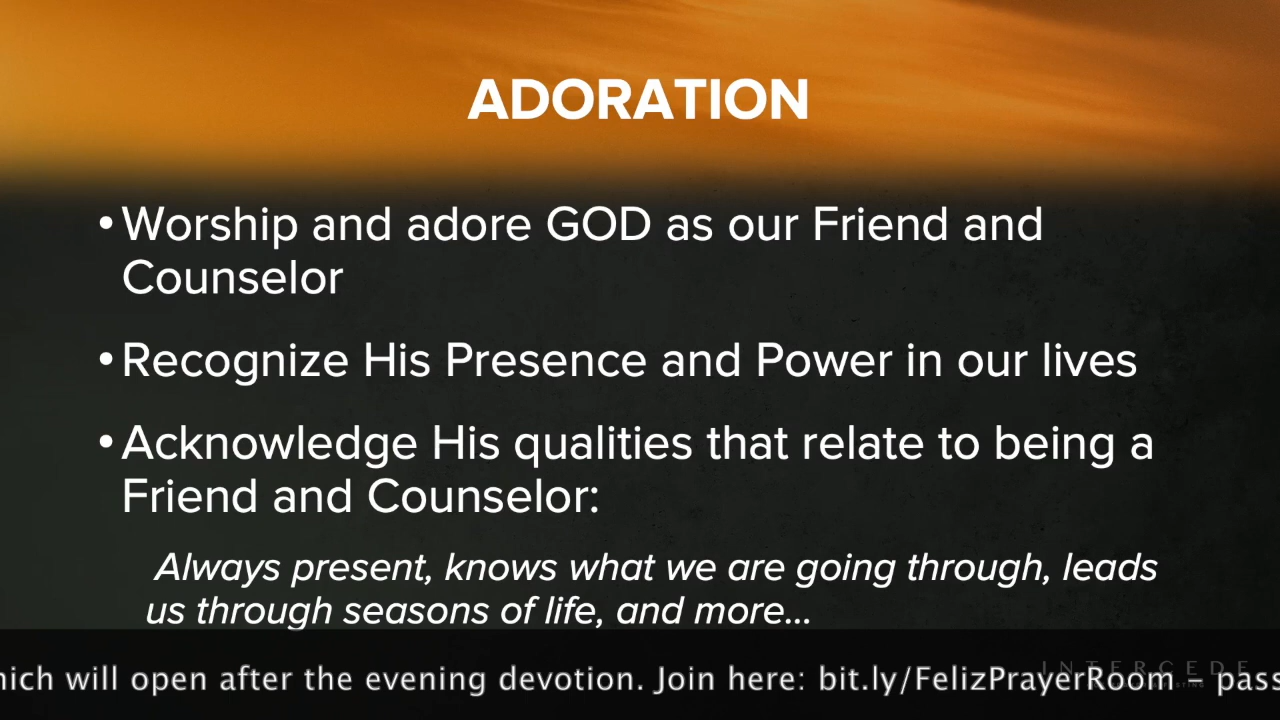 ADORATION
•Worship and adore GOD as our Friend and
Counselor
•Recognize His Presence and Power in our lives
•Acknowledge His qualities that relate to being a
Friend and Counselor:
Always present, knows what we are going through, leads
us through seasons of life, and more...
INTERCEDE
will open after the evening devotion. Join here: bit.ly/FelizPrayerRoom –